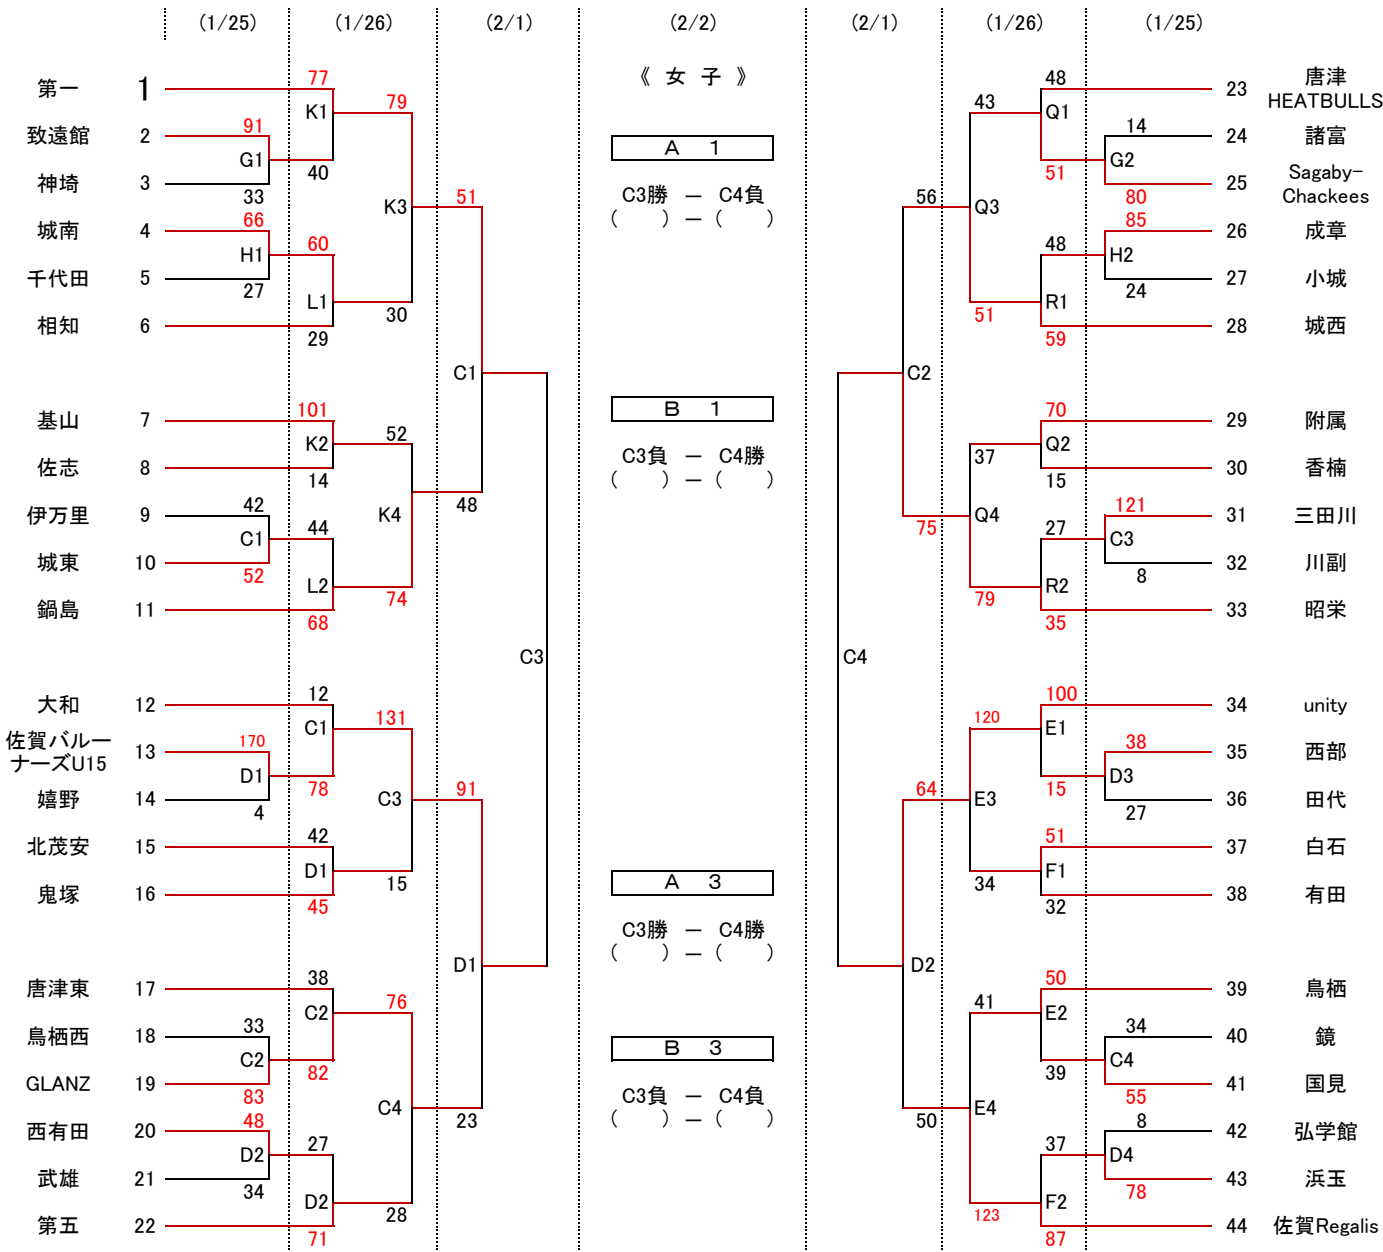 (1/25) (1/26) (2/1) (2/2) (2/1) (1/26) (1/25)
《 女 子 》
第一 1
致遠館 2
神埼 3
城南 4
千代田 5
相知 6
基山 7
佐志 8
伊万里 9
城東 10
鍋島 11
大和 12
佐賀バルー
ナーズU15 13
嬉野 14
北茂安 15
鬼塚 16
唐津東 17
鳥栖西 18
GLANZ 19
西有田 20
武雄 21
第五 22
91
G1
33
66
H1
27
42
C1
52
170
D1
4
33
C2
83
48
D2
34
77
K1
40
60
L1
29
101
K2
14
44
L2
68
12
C1
78
42
D1
45
38
C2
82
27
D2
71
79
K3
30
52
K4
74
131
C3
15
76
C4
28
51
C1
48
91
D1
23
C3
A 1
C3勝 － C4負
( ) － ( )
B 1
C3負 － C4勝
( ) － ( )
A 3
C3勝 － C4勝
( ) － ( )
B 3
C3負 － C4負
( ) － ( )
C4
56
C2
75
64
D2
50
43
Q3
51
37
Q4
79
120
E3
34
41
E4
123
48
Q1
51
48
R1
59
70
Q2
15
27
R2
35
100
E1
15
51
F1
32
50
E2
39
37
F2
87
14
G2
80
85
H2
24
121
C3
8
38
D3
27
34
C4
55
8
D4
78
23 唐津
HEATBULLS
24 諸富
25 Sagaby-
Chackees
26 成章
27 小城
28 城西
29 附属
30 香楠
31 三田川
32 川副
33 昭栄
34 unity
35 西部
36 田代
37 白石
38 有田
39 鳥栖
40 鏡
41 国見
42 弘学館
43 浜玉
44 佐賀Regalis